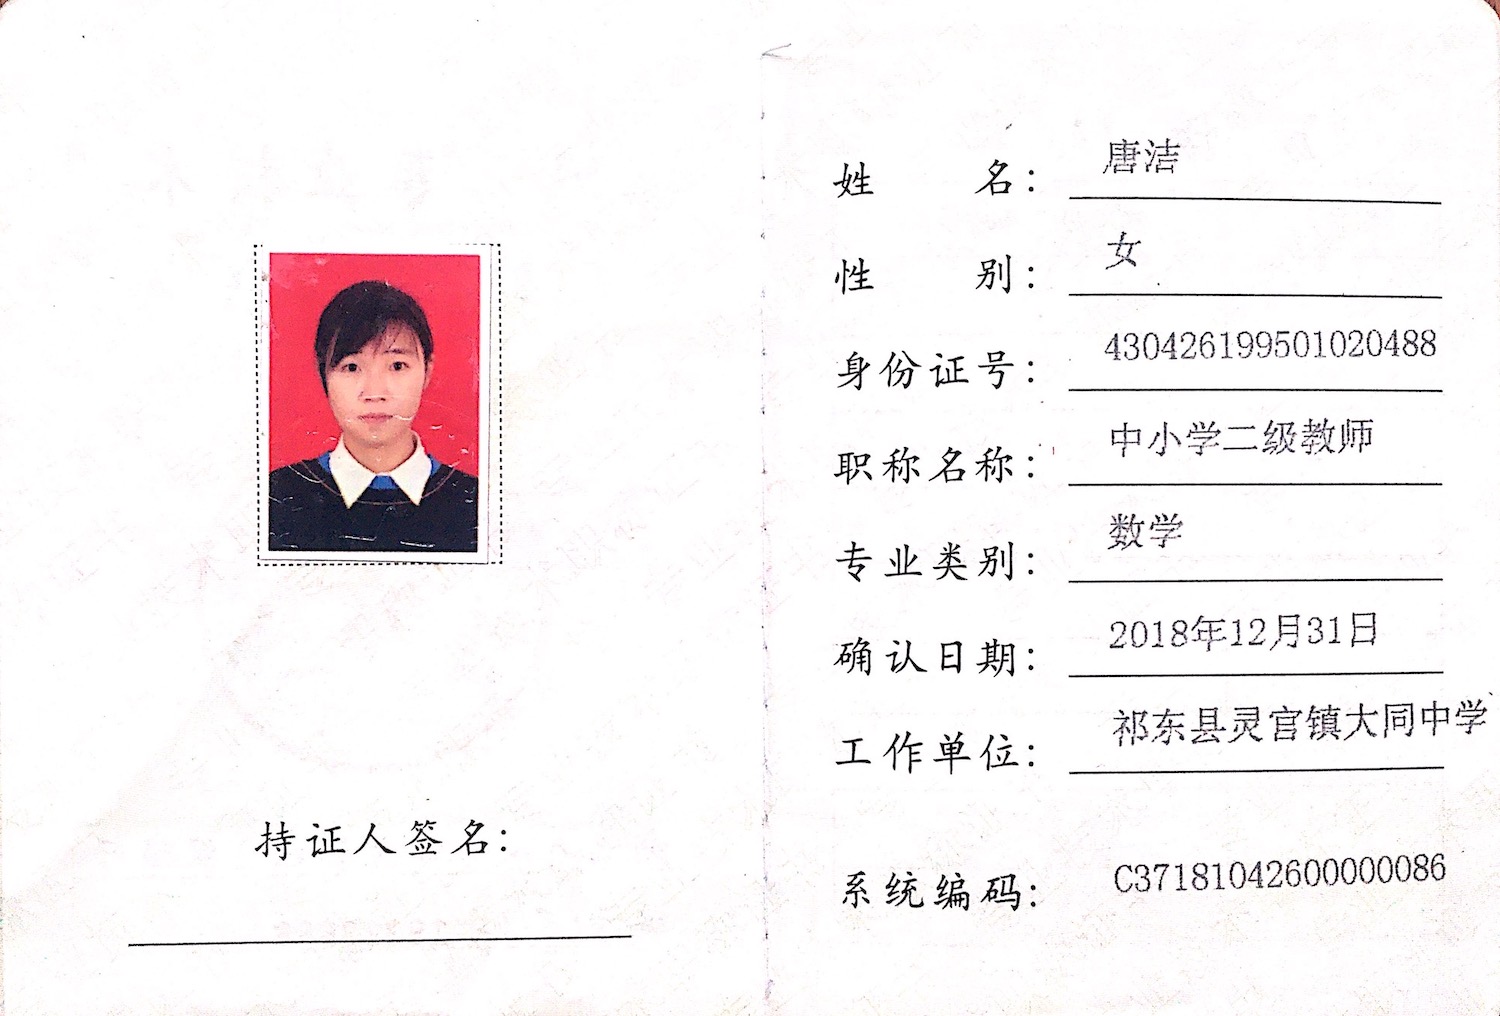 持证人签名：
姓名：唐洁
性别：女
身份证号：430426199501020488
职称名称：中小学二级教师
专业类别：数学
确认日期：2018年12月31日
工作单位：祁东县灵官镇大同中学
系统编码：C37181042600000086